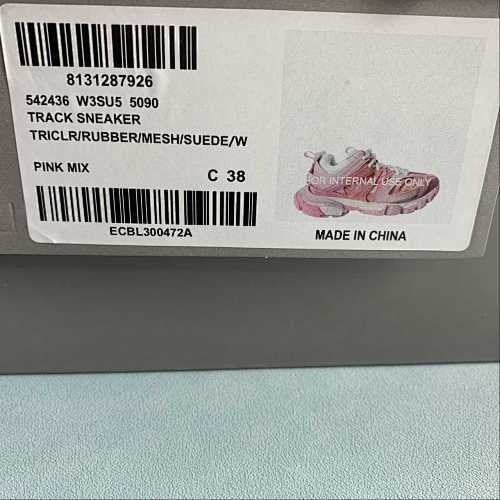 8131287926
542436 W3SU5 5090
TRACK SNEAKER
TRICLR/RUBBER/MESH/SUEDE/W
PINK MIX
C 38
ECBL300472A
FOR INTERNAL USE ONLY
MADE IN CHINA